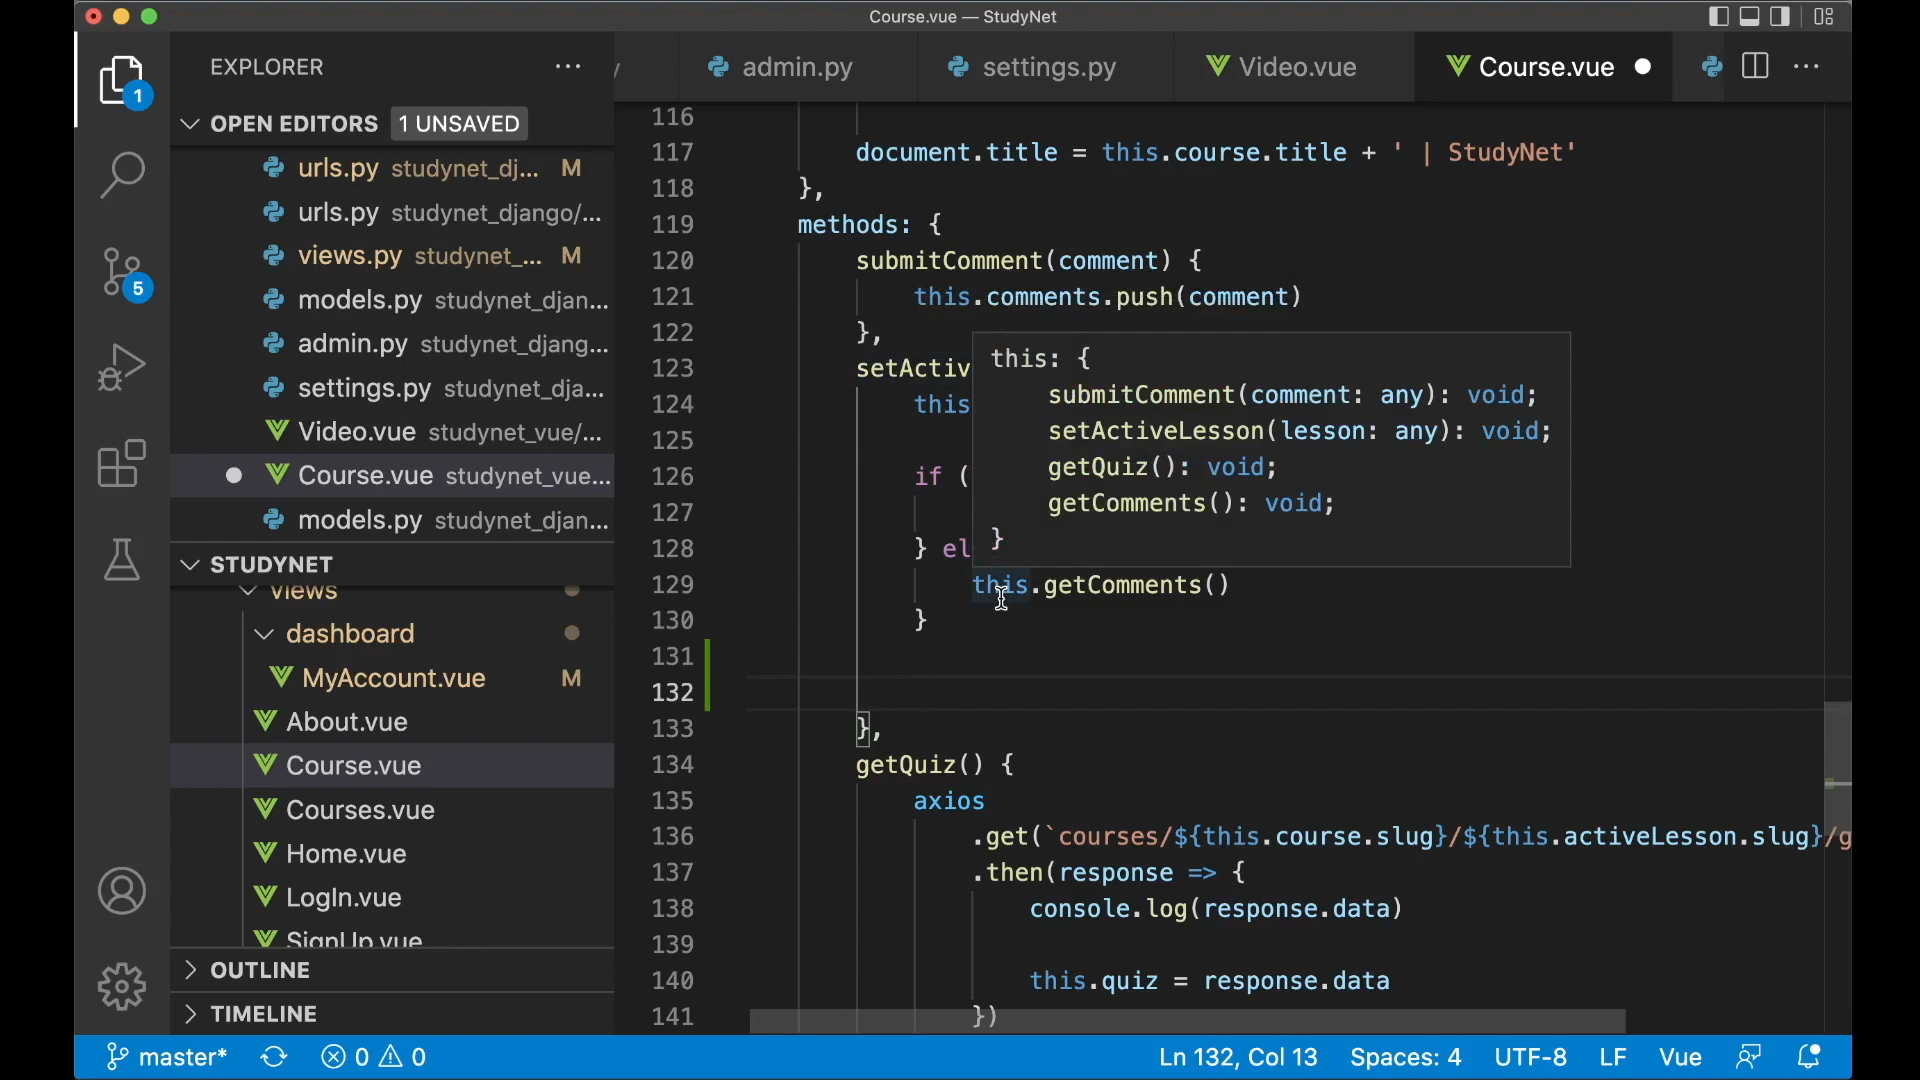 Course.vue — StudyNet
EXPLORER
admin.py
settings.py
Video.vue
Course.vue
1
OPEN EDITORS 1 UNSAVED
urls.py studynet_dj... M
urls.py studynet_django/...
views.py studynet_... M
models.py studynet_djan...
admin.py studynet_djang...
settings.py studynet_dja...
Video.vue studynet_vue/...
Course.vue studynet_vue...
models.py studynet_djan...
5
STUDYNET
views
dashboard
MyAccount.vue M
About.vue
Course.vue
Courses.vue
Home.vue
LogIn.vue
SignUp.vue
OUTLINE
TIMELINE
116
117 document.title = this.course.title + ' | StudyNet'
118 },
119 methods: {
120 submitComment(comment) {
121 this.comments.push(comment)
122 },
123 setActiv
124 this
125
126 if (
127
128 } el
129 this.getComments()
130 }
131
132
133 },
134 getQuiz() {
135 axios
136 .get(`courses/${this.course.slug}/${this.activeLesson.slug}/g
137 .then(response => {
138 console.log(response.data)
139
140 this.quiz = response.data
141 })
this: {
submitComment(comment: any): void;
setActiveLesson(lesson: any): void;
getQuiz(): void;
getComments(): void;
}
master* 0 0 Ln 132, Col 13 Spaces: 4 UTF-8 LF Vue